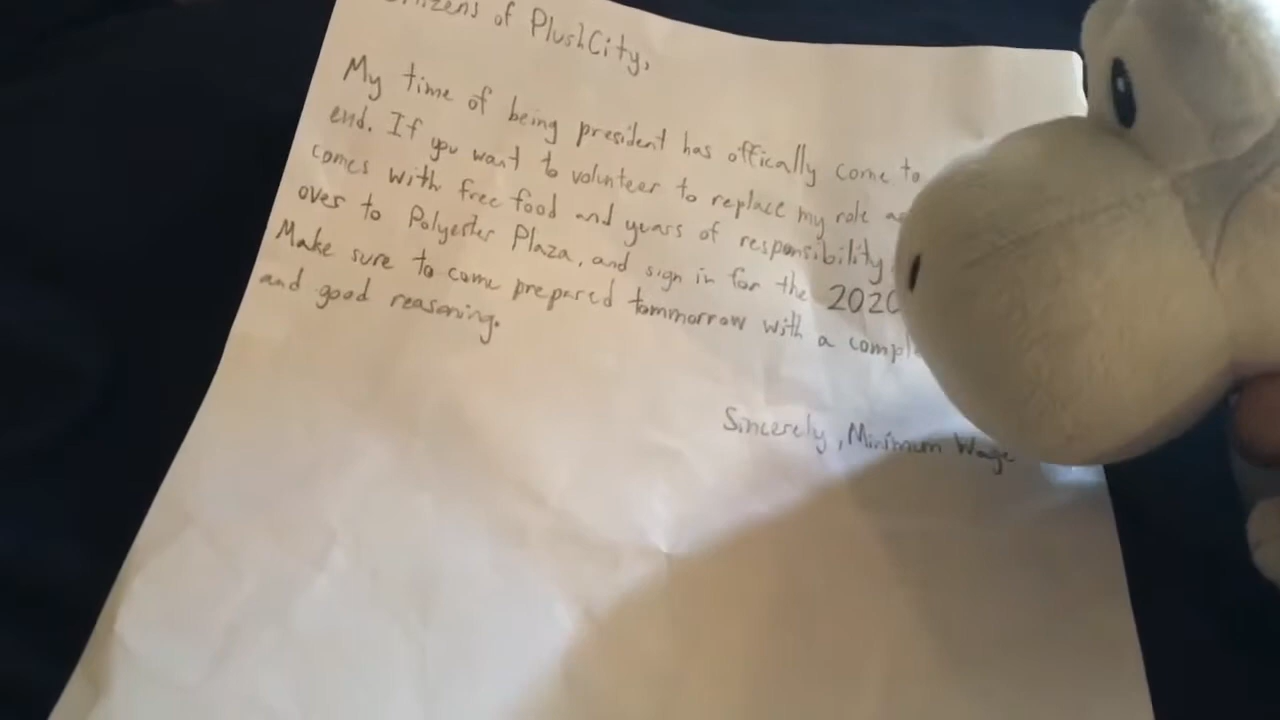 Citizens of PlushCity,
My time of being president has offically come to
end. If you want to volunteer to replace my role
comes with free food and years of responsibility
over to Polyester Plaza, and sign in for the 2020
Make sure to come prepared tommorrow with a
and good reasoning.
Sincerely, Minimum Wage